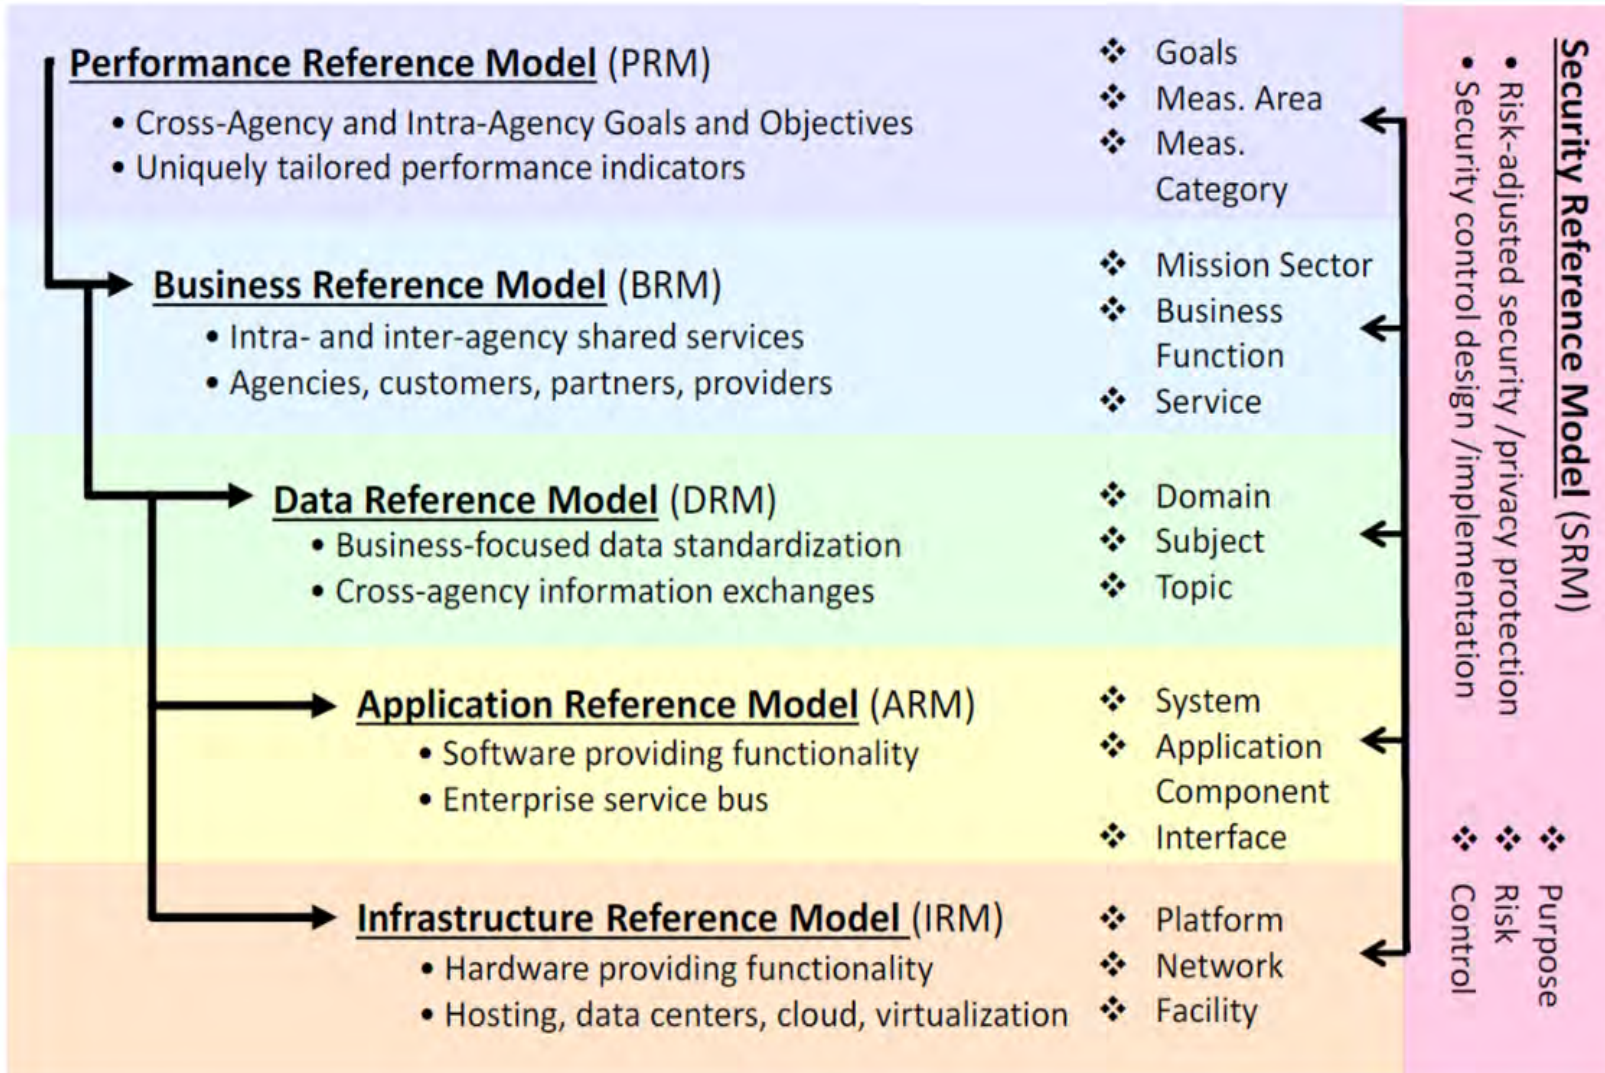 Performance Reference Model (PRM)
• Cross-Agency and Intra-Agency Goals and Objectives
• Uniquely tailored performance indicators
❖ Goals
❖ Meas. Area
❖ Meas.
Category
Business Reference Model (BRM)
• Intra- and inter-agency shared services
• Agencies, customers, partners, providers
❖ Mission Sector
❖ Business
Function
❖ Service
Data Reference Model (DRM)
• Business-focused data standardization
• Cross-agency information exchanges
❖ Domain
❖ Subject
❖ Topic
Application Reference Model (ARM)
• Software providing functionality
• Enterprise service bus
❖ System
❖ Application
Component
❖ Interface
Infrastructure Reference Model (IRM)
• Hardware providing functionality
• Hosting, data centers, cloud, virtualization
❖ Platform
❖ Network
❖ Facility
Security Reference Model (SRM)
• Risk-adjusted security /privacy protection
• Security control design /implementation
❖ Purpose
❖ Risk
❖ Control